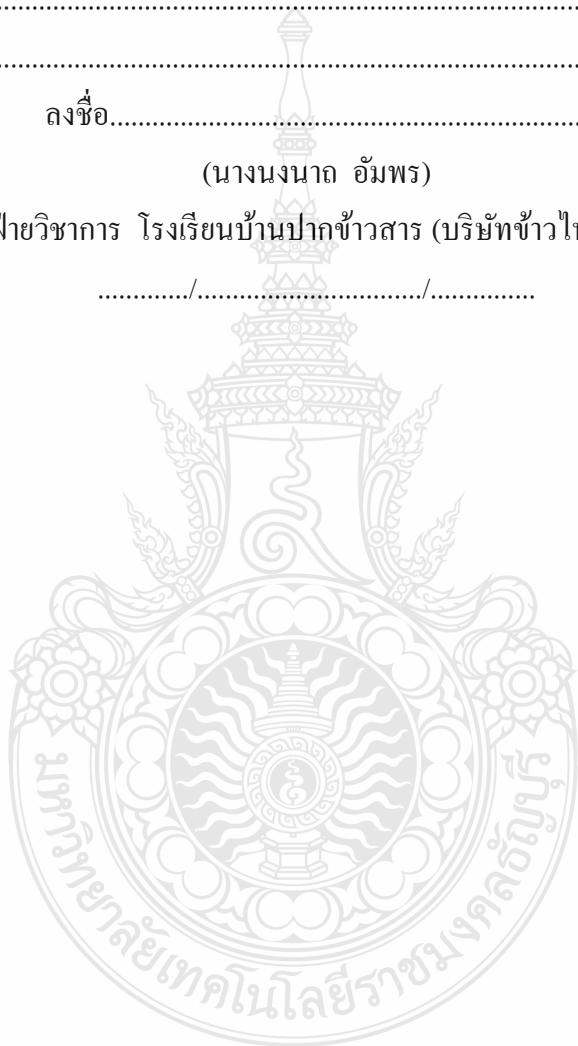 ................................................................................
................................................................................
ลงชื่อ...................................................................
(นางนงนาถ อัมพร)
ฝ่ายวิชาการ โรงเรียนบ้านปากข้าวสาร (บริษัทข้าวไท
............./................................/...............
มหาวิทยาลัยเทคโนโลยีราชมงคลธัญบุรี